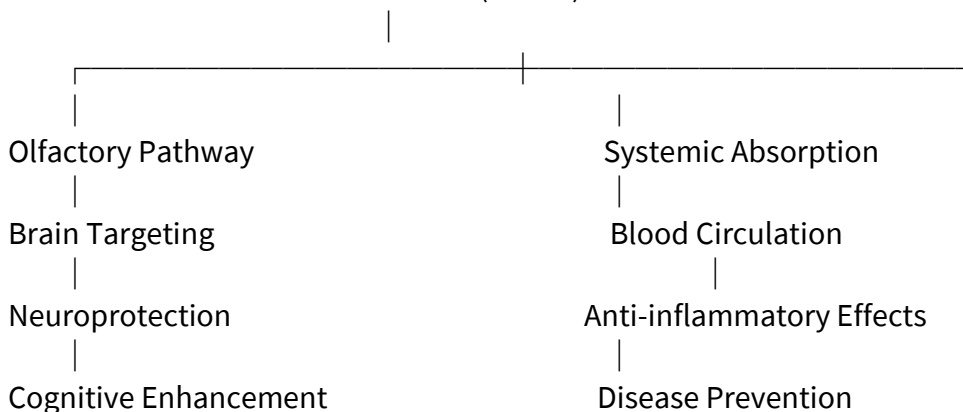 Olfactory Pathway Systemic Absorption
Brain Targeting Blood Circulation
Neuroprotection Anti-inflammatory Effects
Cognitive Enhancement Disease Prevention